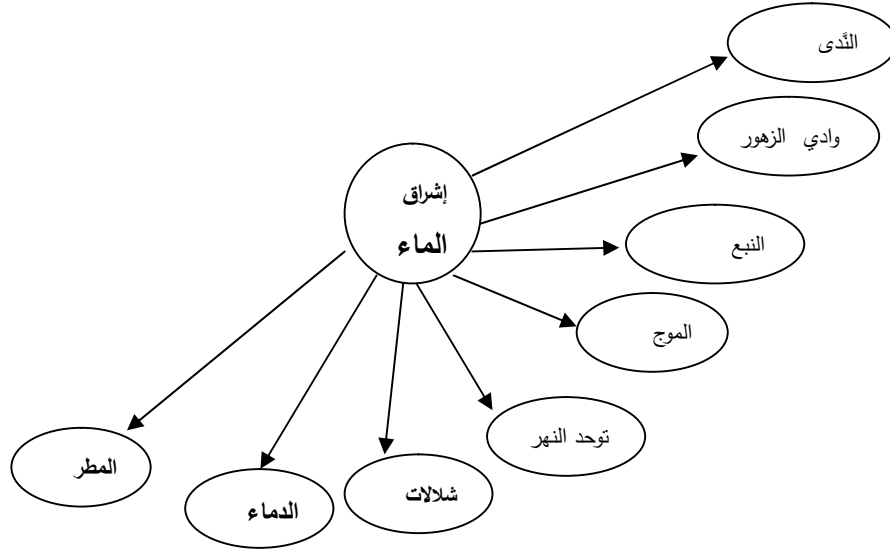 النَّدى
وادي الزهور
إشراق
الماء
النبع
الموج
توحد النهر
المطر
شلالات
الدماء